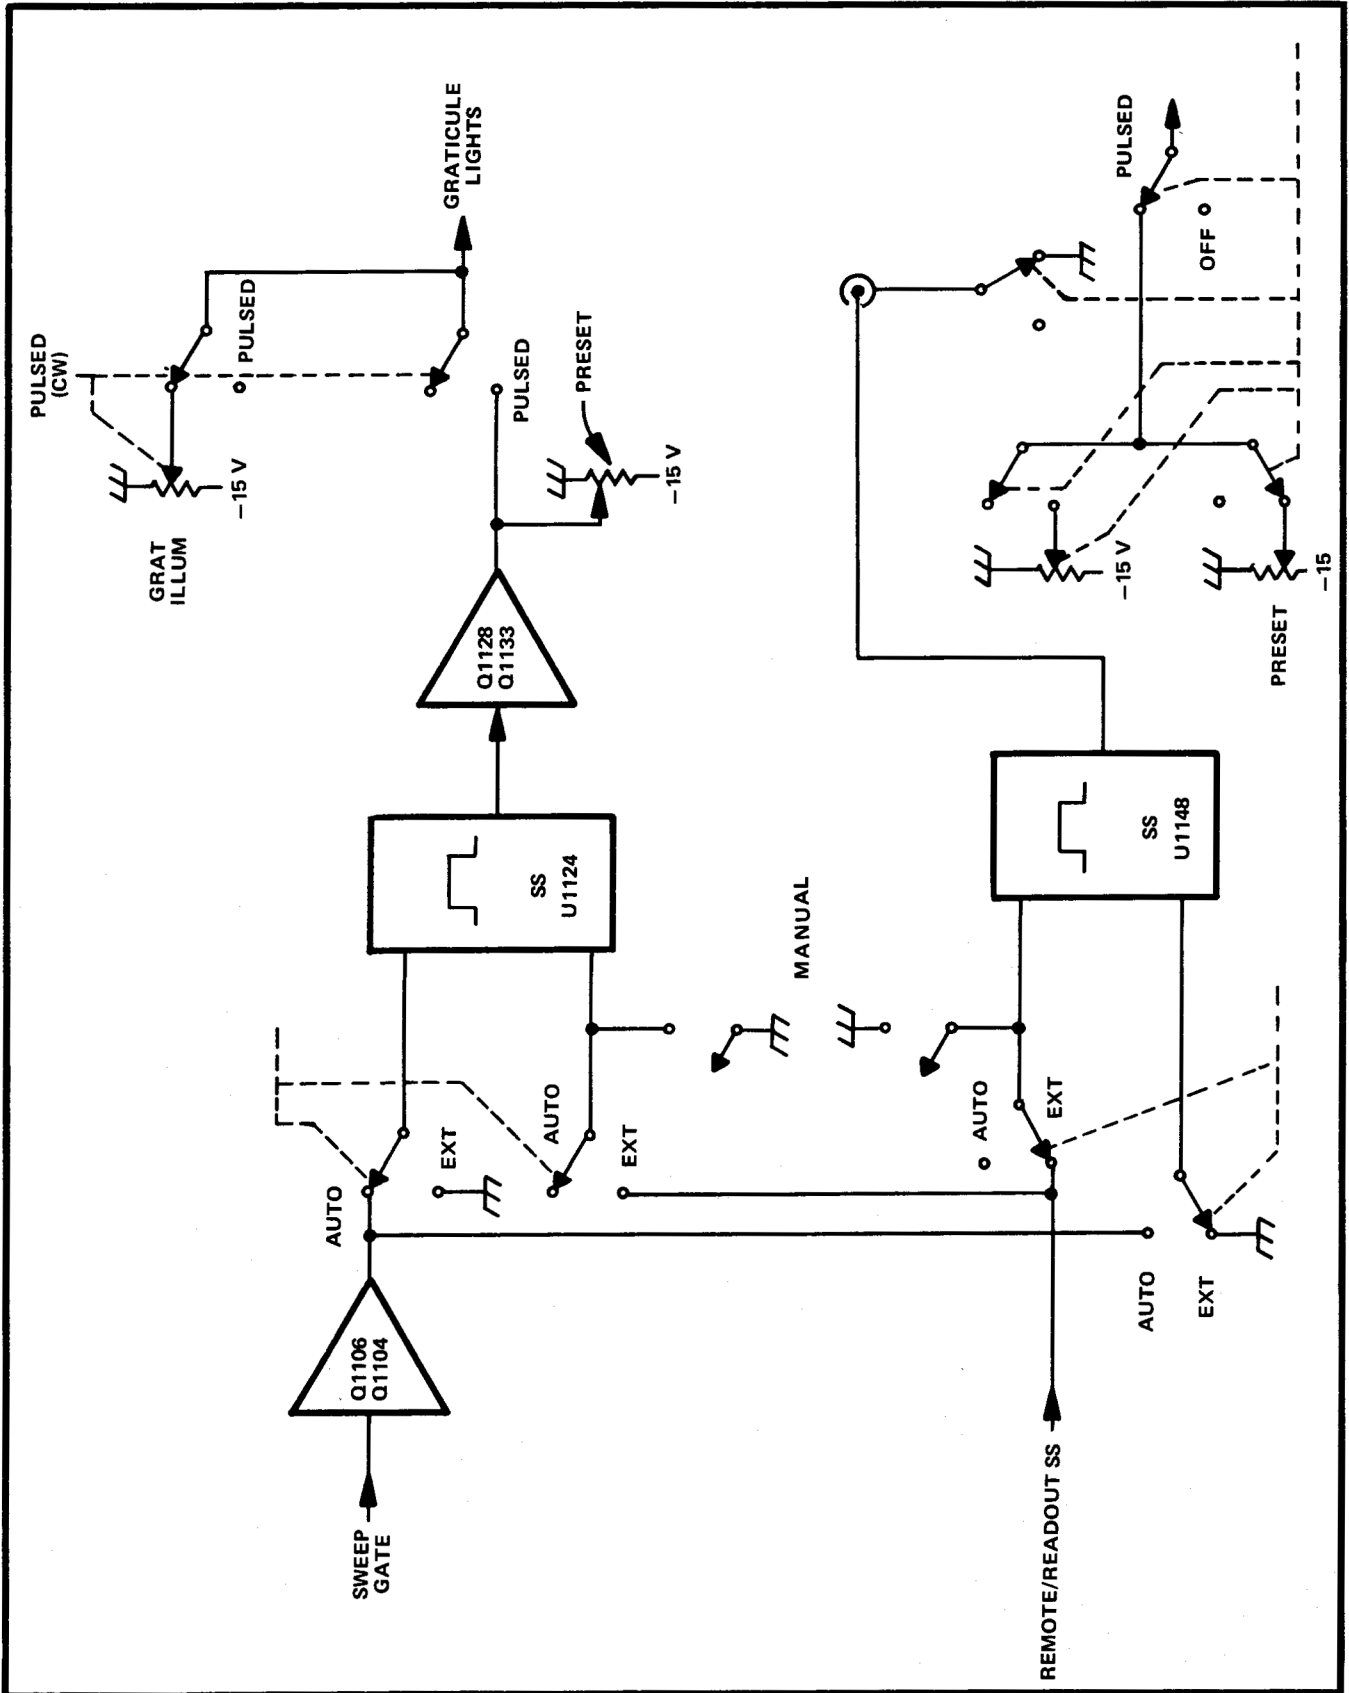 SWEEP
GATE
Q1106
Q1104
AUTO
EXT
AUTO
EXT
SS
U1124
Q1128
Q1133
PULSED
PRESET
-15 V
GRAT
ILLUM
-15 V
PULSED
(CW)
PULSED
GRATICULE
LIGHTS
MANUAL
REMOTE/READOUT SS
AUTO
EXT
AUTO
EXT
SS
U1148
-15 V
PRESET
-15
OFF
PULSED